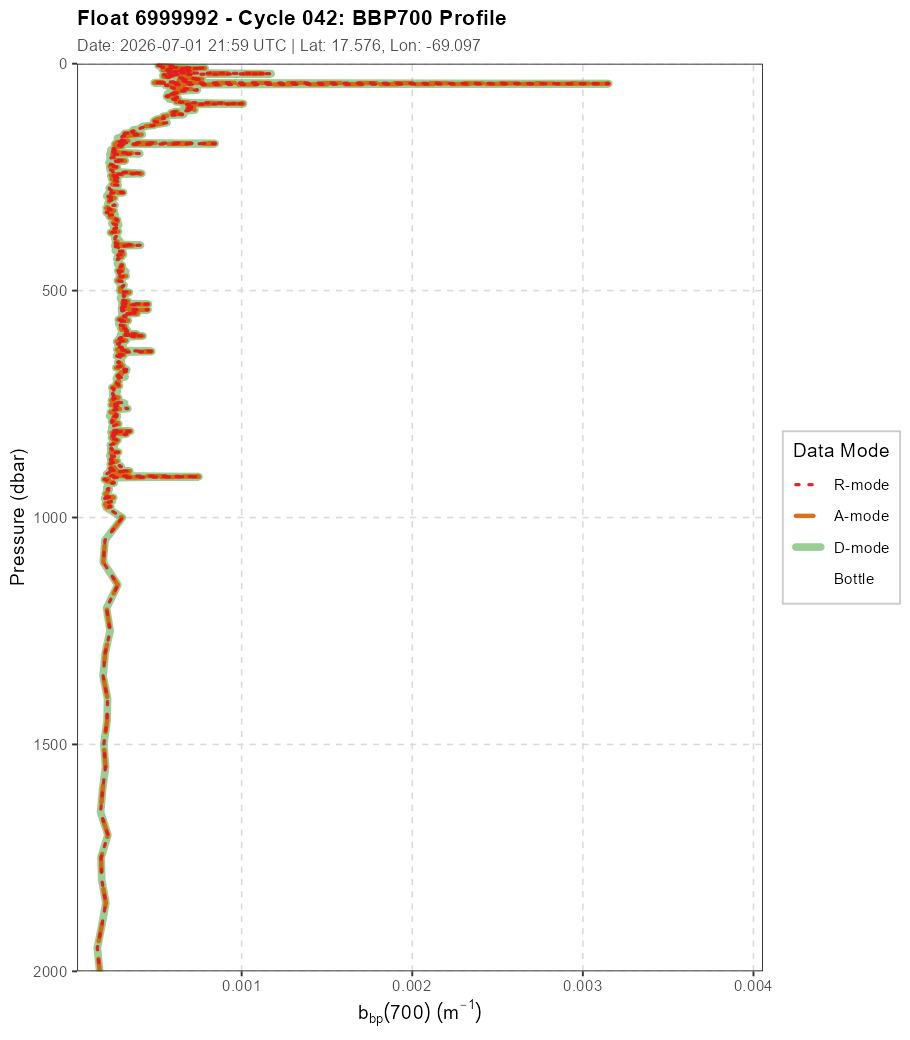 Float 6999992 - Cycle 042: BBP700 Profile
Date: 2026-07-01 21:59 UTC | Lat: 17.576, Lon: -69.097
0
500
1000
1500
2000
Pressure (dbar)
0.001
0.002
0.003
0.004
b_bp(700) (m⁻¹)
Data Mode
R-mode
A-mode
D-mode
Bottle